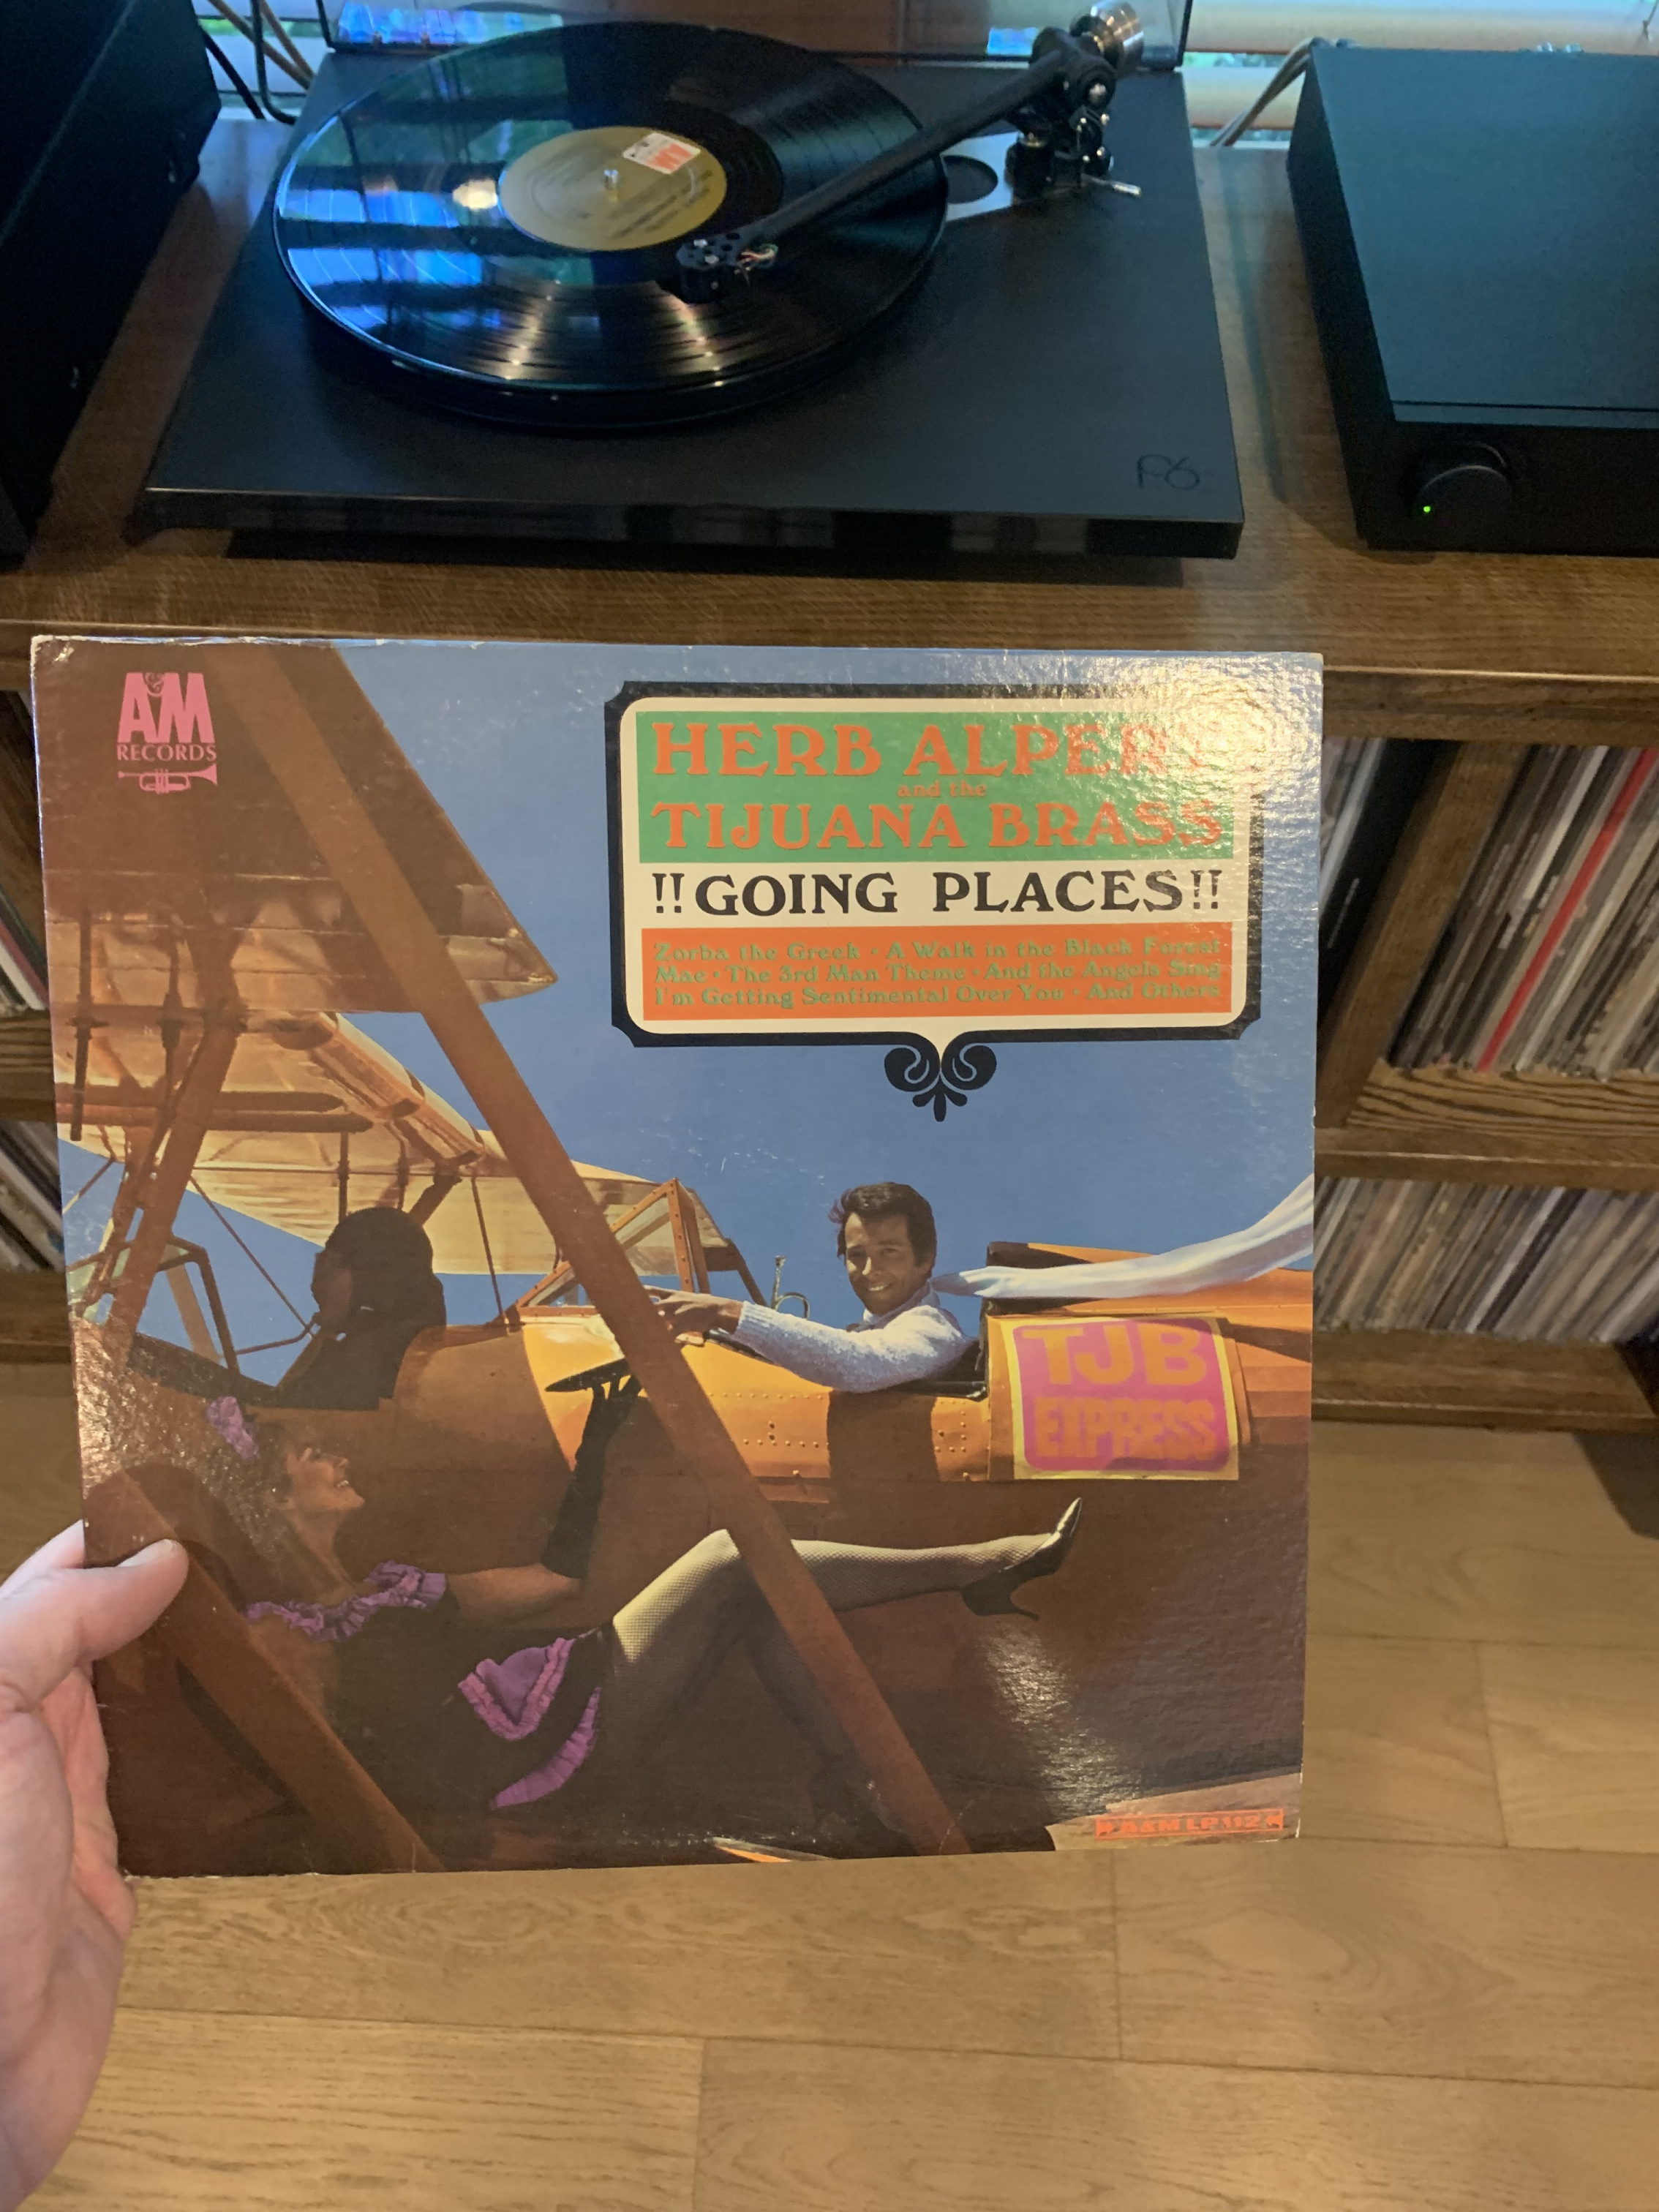 P6
A&M
RECORDS
HERB ALPERT
and the
TIJUANA BRASS
!!GOING PLACES!!
Zorba the Greek • A Walk in the Black Forest
Mae • The 3rd Man Theme • And the Angels Sing
I'm Getting Sentimental Over You • And Others
TJB
EXPRESS
A&M LP 112